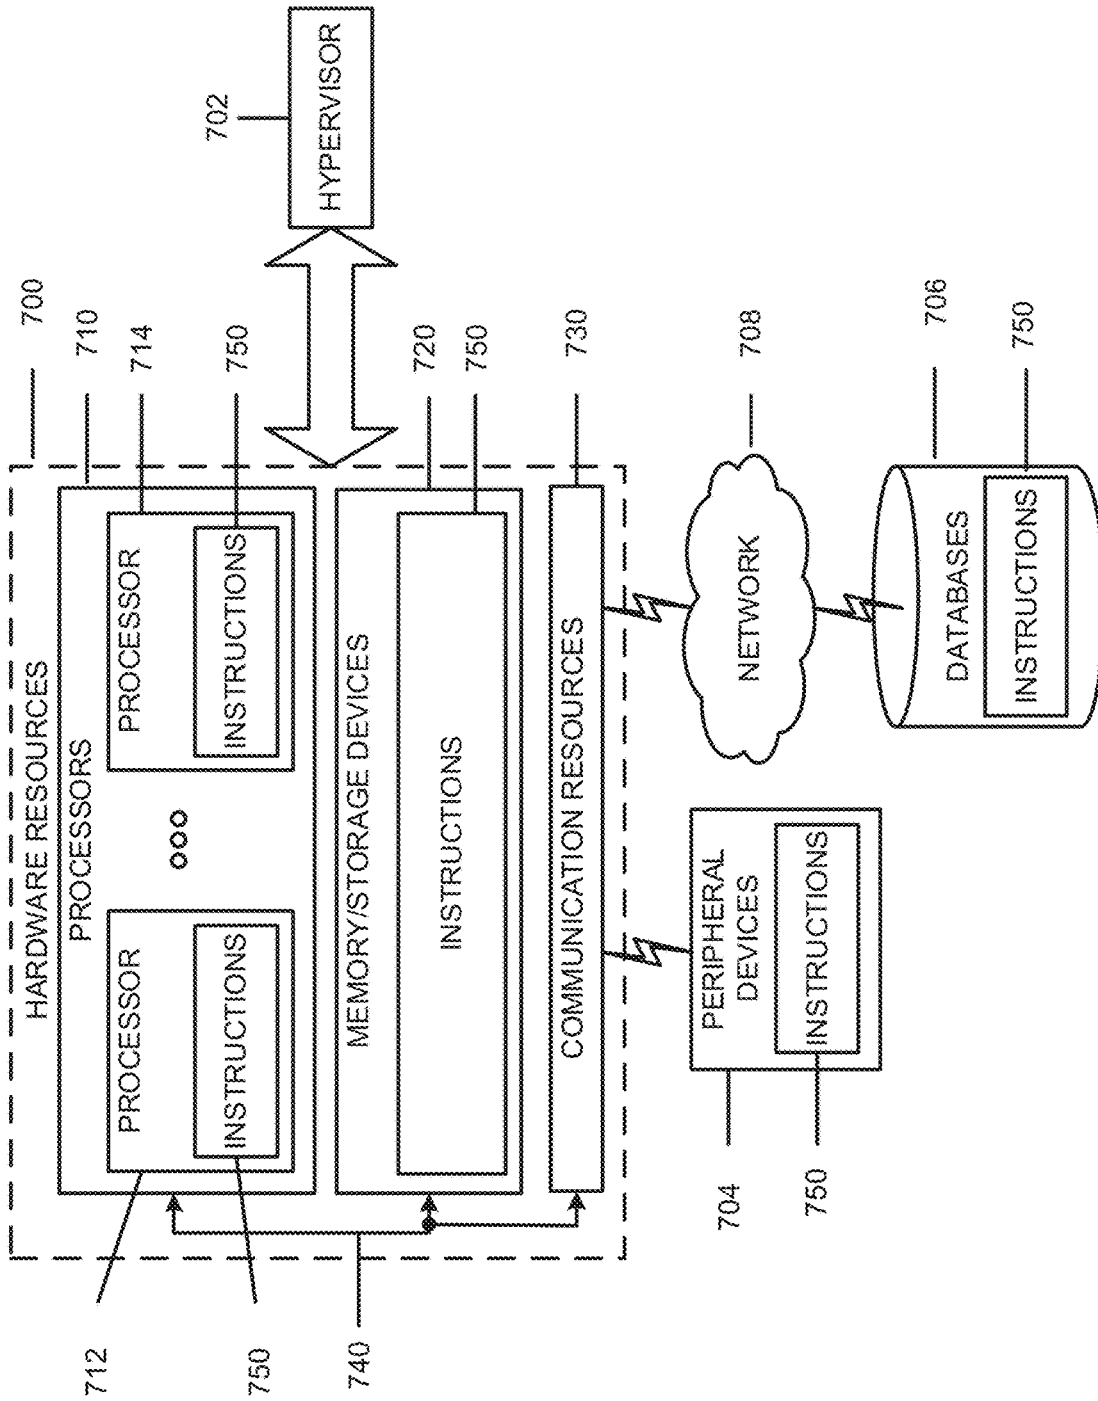 HARDWARE RESOURCES
700
PROCESSORS
710
PROCESSOR
712
INSTRUCTIONS
750
PROCESSOR
714
INSTRUCTIONS
750
702
HYPERVISOR
MEMORY/STORAGE DEVICES
720
INSTRUCTIONS
750
740
COMMUNICATION RESOURCES
730
704
PERIPHERAL
DEVICES
INSTRUCTIONS
750
NETWORK
708
DATABASES
706
INSTRUCTIONS
750